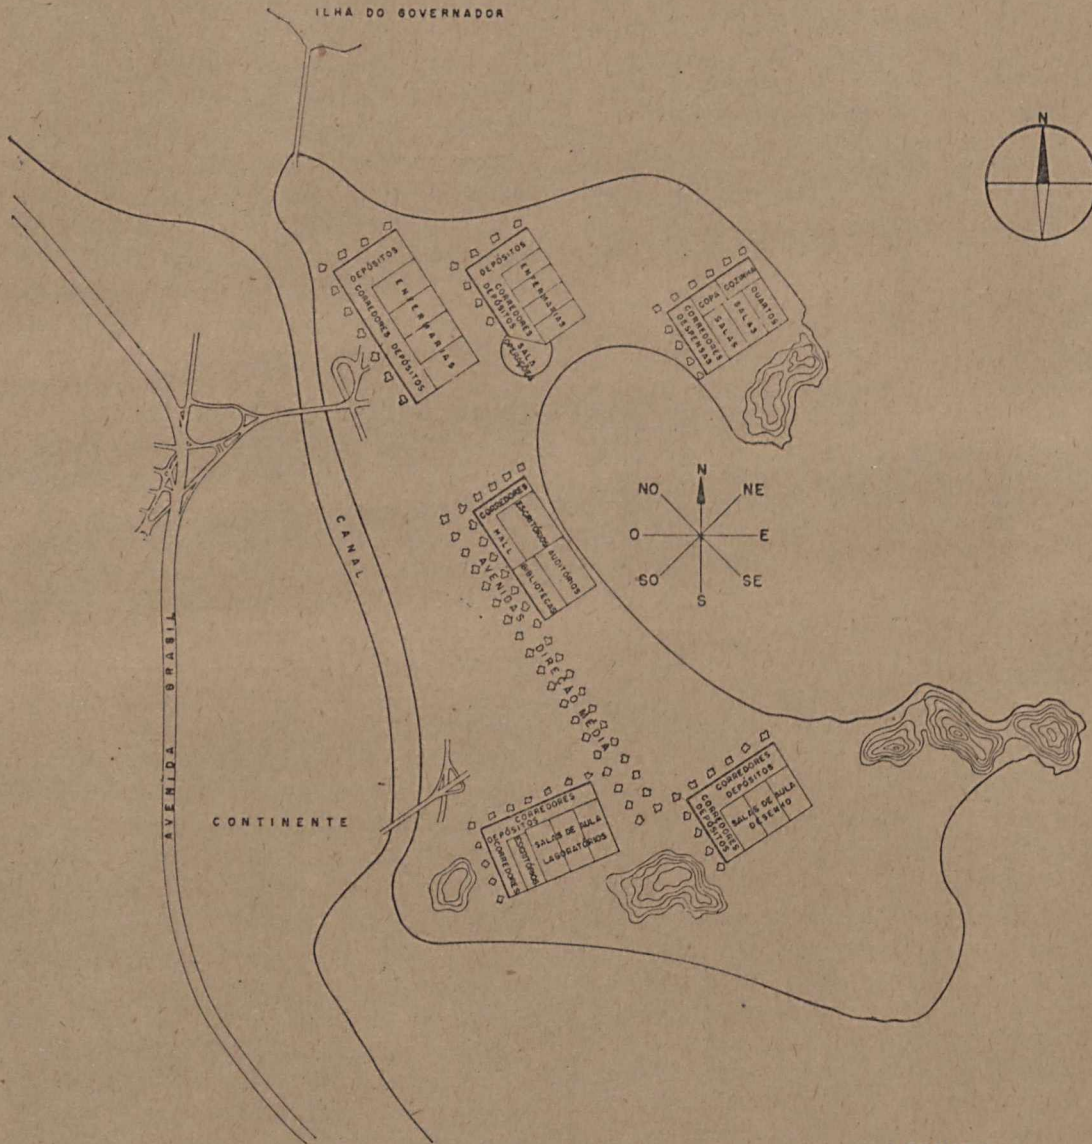 ILHA DO GOVERNADOR
N
DEPÓSITOS
ENFERMARIAS
CORREDORES DEPÓSITOS
DEPÓSITOS
ENFERMARIAS
CORREDORES
DEPÓSITOS
SALA
OPERAÇÕES
COPA COZINHA
QUARTOS
SALAS
SALAS
CORREDORES
DESPENSAS
CORREDORES
ESCRITÓRIOS
AUDITÓRIOS
HALL
BIBLIOTECAS
AVENIDAS DIREÇÃO MÉDIA
N
NO NE
O E
SO SE
S
CANAL
AVENIDA BRASIL
CONTINENTE
CORREDORES
DEPÓSITOS
SALAS DE AULA
LABORATÓRIOS
ESCRITÓRIOS
CORREDORES
CORREDORES
DEPÓSITOS
SALAS DE AULA
DESENHO
CORREDORES
DEPÓSITOS